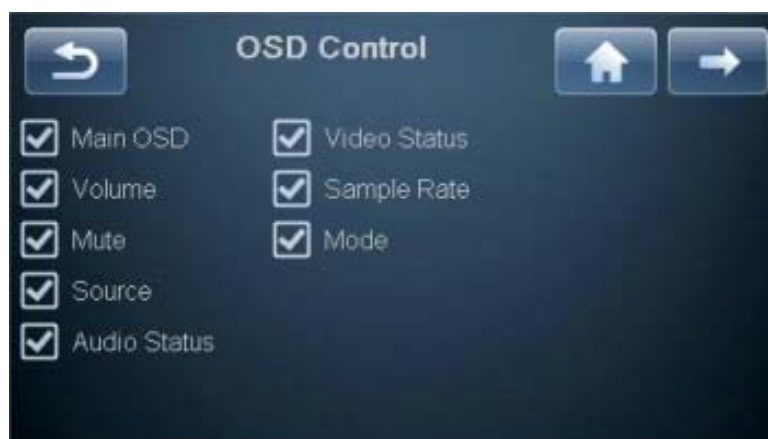 OSD Control
Main OSD
Volume
Mute
Source
Audio Status
Video Status
Sample Rate
Mode